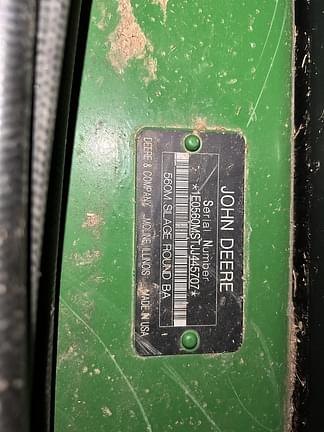 JOHN DEERE
Serial Number
*1E0560MSTJJ445707*
560M SILAGE ROUND BA
DEERE & COMPANY MOLINE, ILLINOIS MADE IN USA